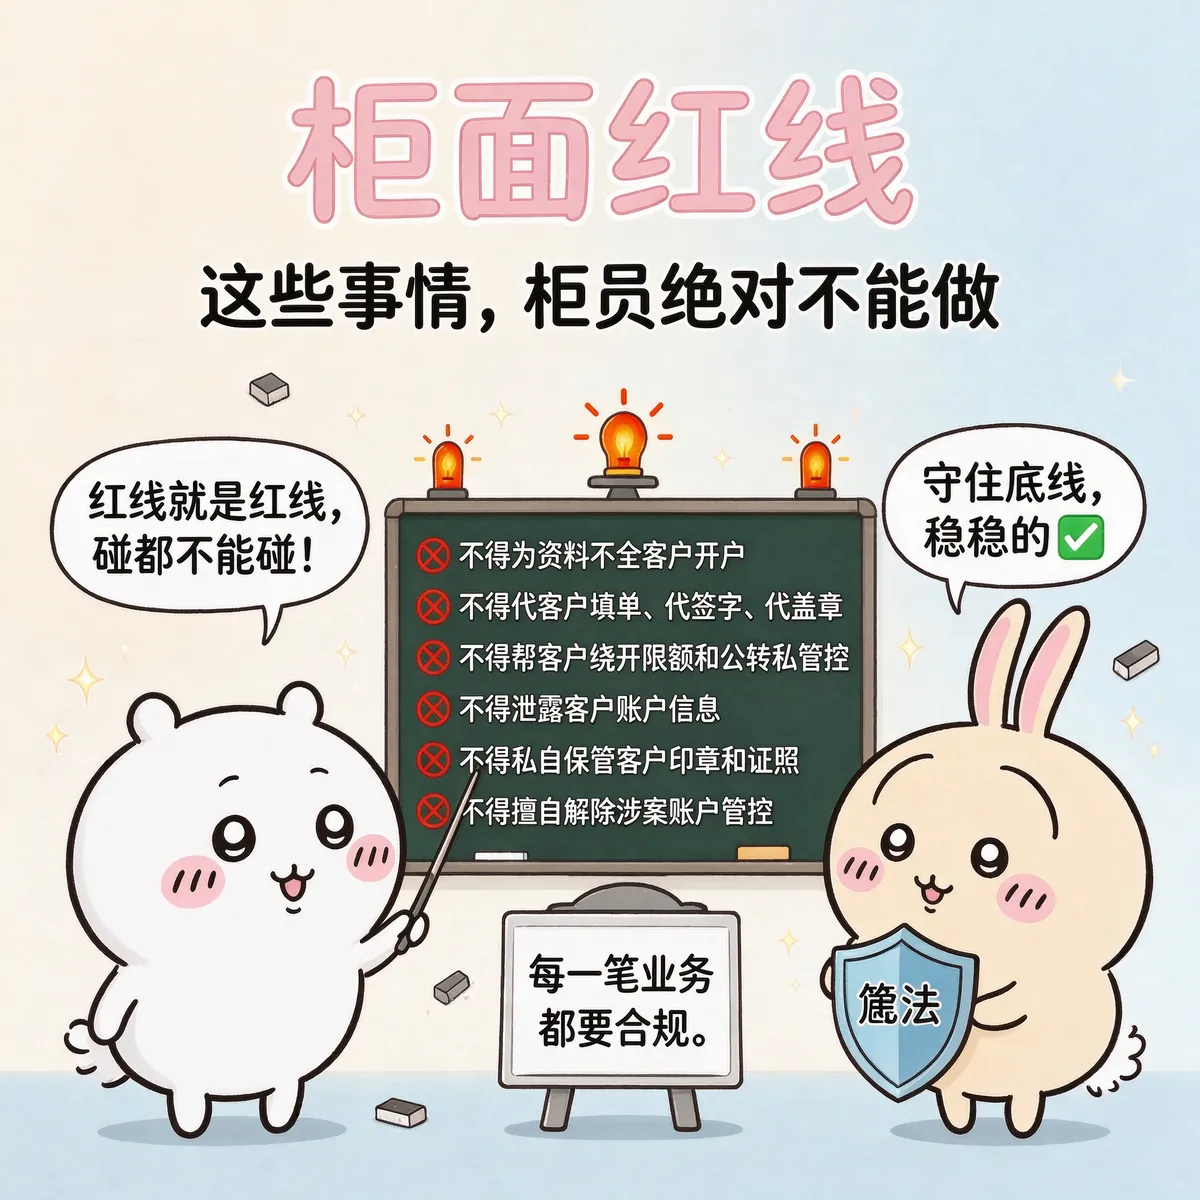 柜面红线
这些事情，柜员绝对不能做
红线就是红线，
碰都不能碰！
守住底线，
稳稳的✅
不得为资料不全客户开户
不得代客户填单、代签字、代盖章
不得帮客户绕开限额和公转私管控
不得泄露客户账户信息
不得私自保管客户印章和证照
不得擅自解除涉案账户管控
每一笔业务
都要合规。
法